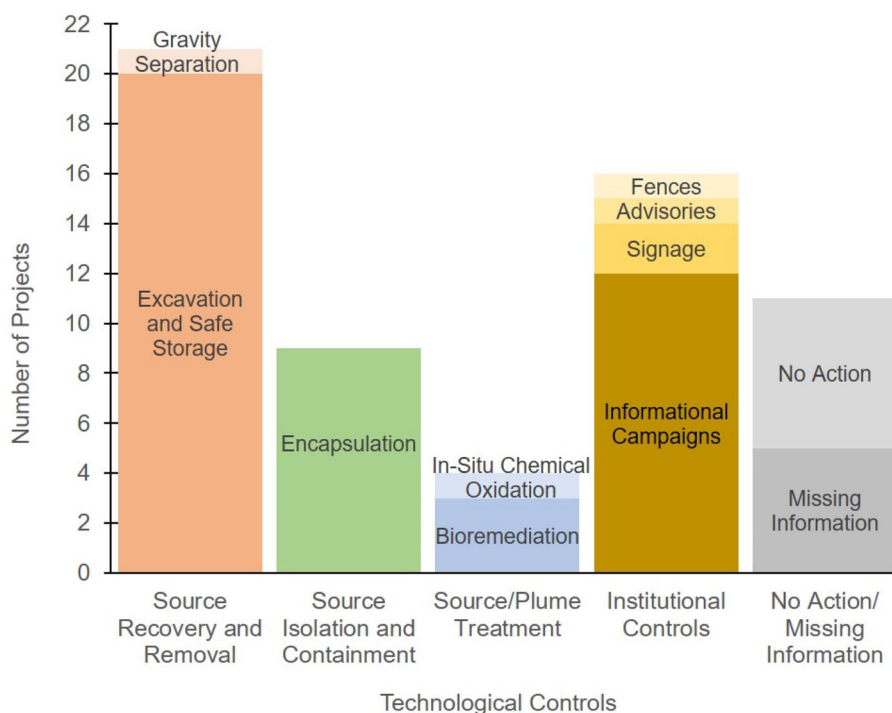 Number of Projects
22
20
18
16
14
12
10
8
6
4
2
0
Gravity
Separation
Excavation
and Safe
Storage
Encapsulation
In-Situ Chemical
Oxidation
Bioremediation
Fences
Advisories
Signage
Informational
Campaigns
No Action
Missing
Information
Source
Recovery and
Removal
Source
Isolation and
Containment
Source/Plume
Treatment
Institutional
Controls
No Action/
Missing
Information
Technological Controls